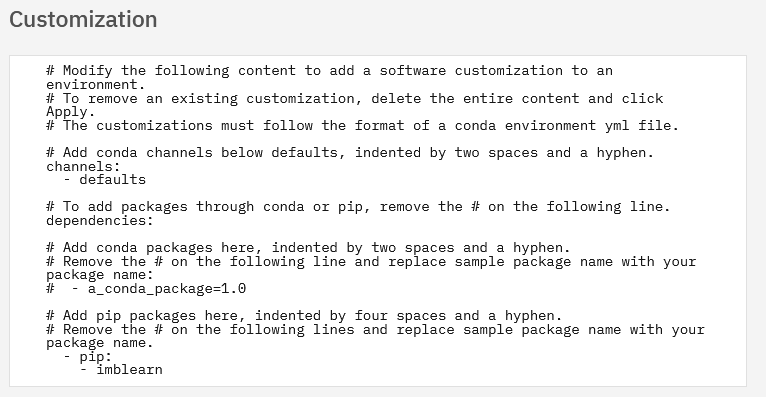 Customization
# Modify the following content to add a software customization to an
environment.
# To remove an existing customization, delete the entire content and click
Apply.
# The customizations must follow the format of a conda environment yml file.
# Add conda channels below defaults, indented by two spaces and a hyphen.
channels:
  - defaults
# To add packages through conda or pip, remove the # on the following line.
dependencies:
# Add conda packages here, indented by two spaces and a hyphen.
# Remove the # on the following line and replace sample package name with your
package name:
#  - a_conda_package=1.0
# Add pip packages here, indented by four spaces and a hyphen.
# Remove the # on the following lines and replace sample package name with your
package name.
  - pip:
    - imblearn